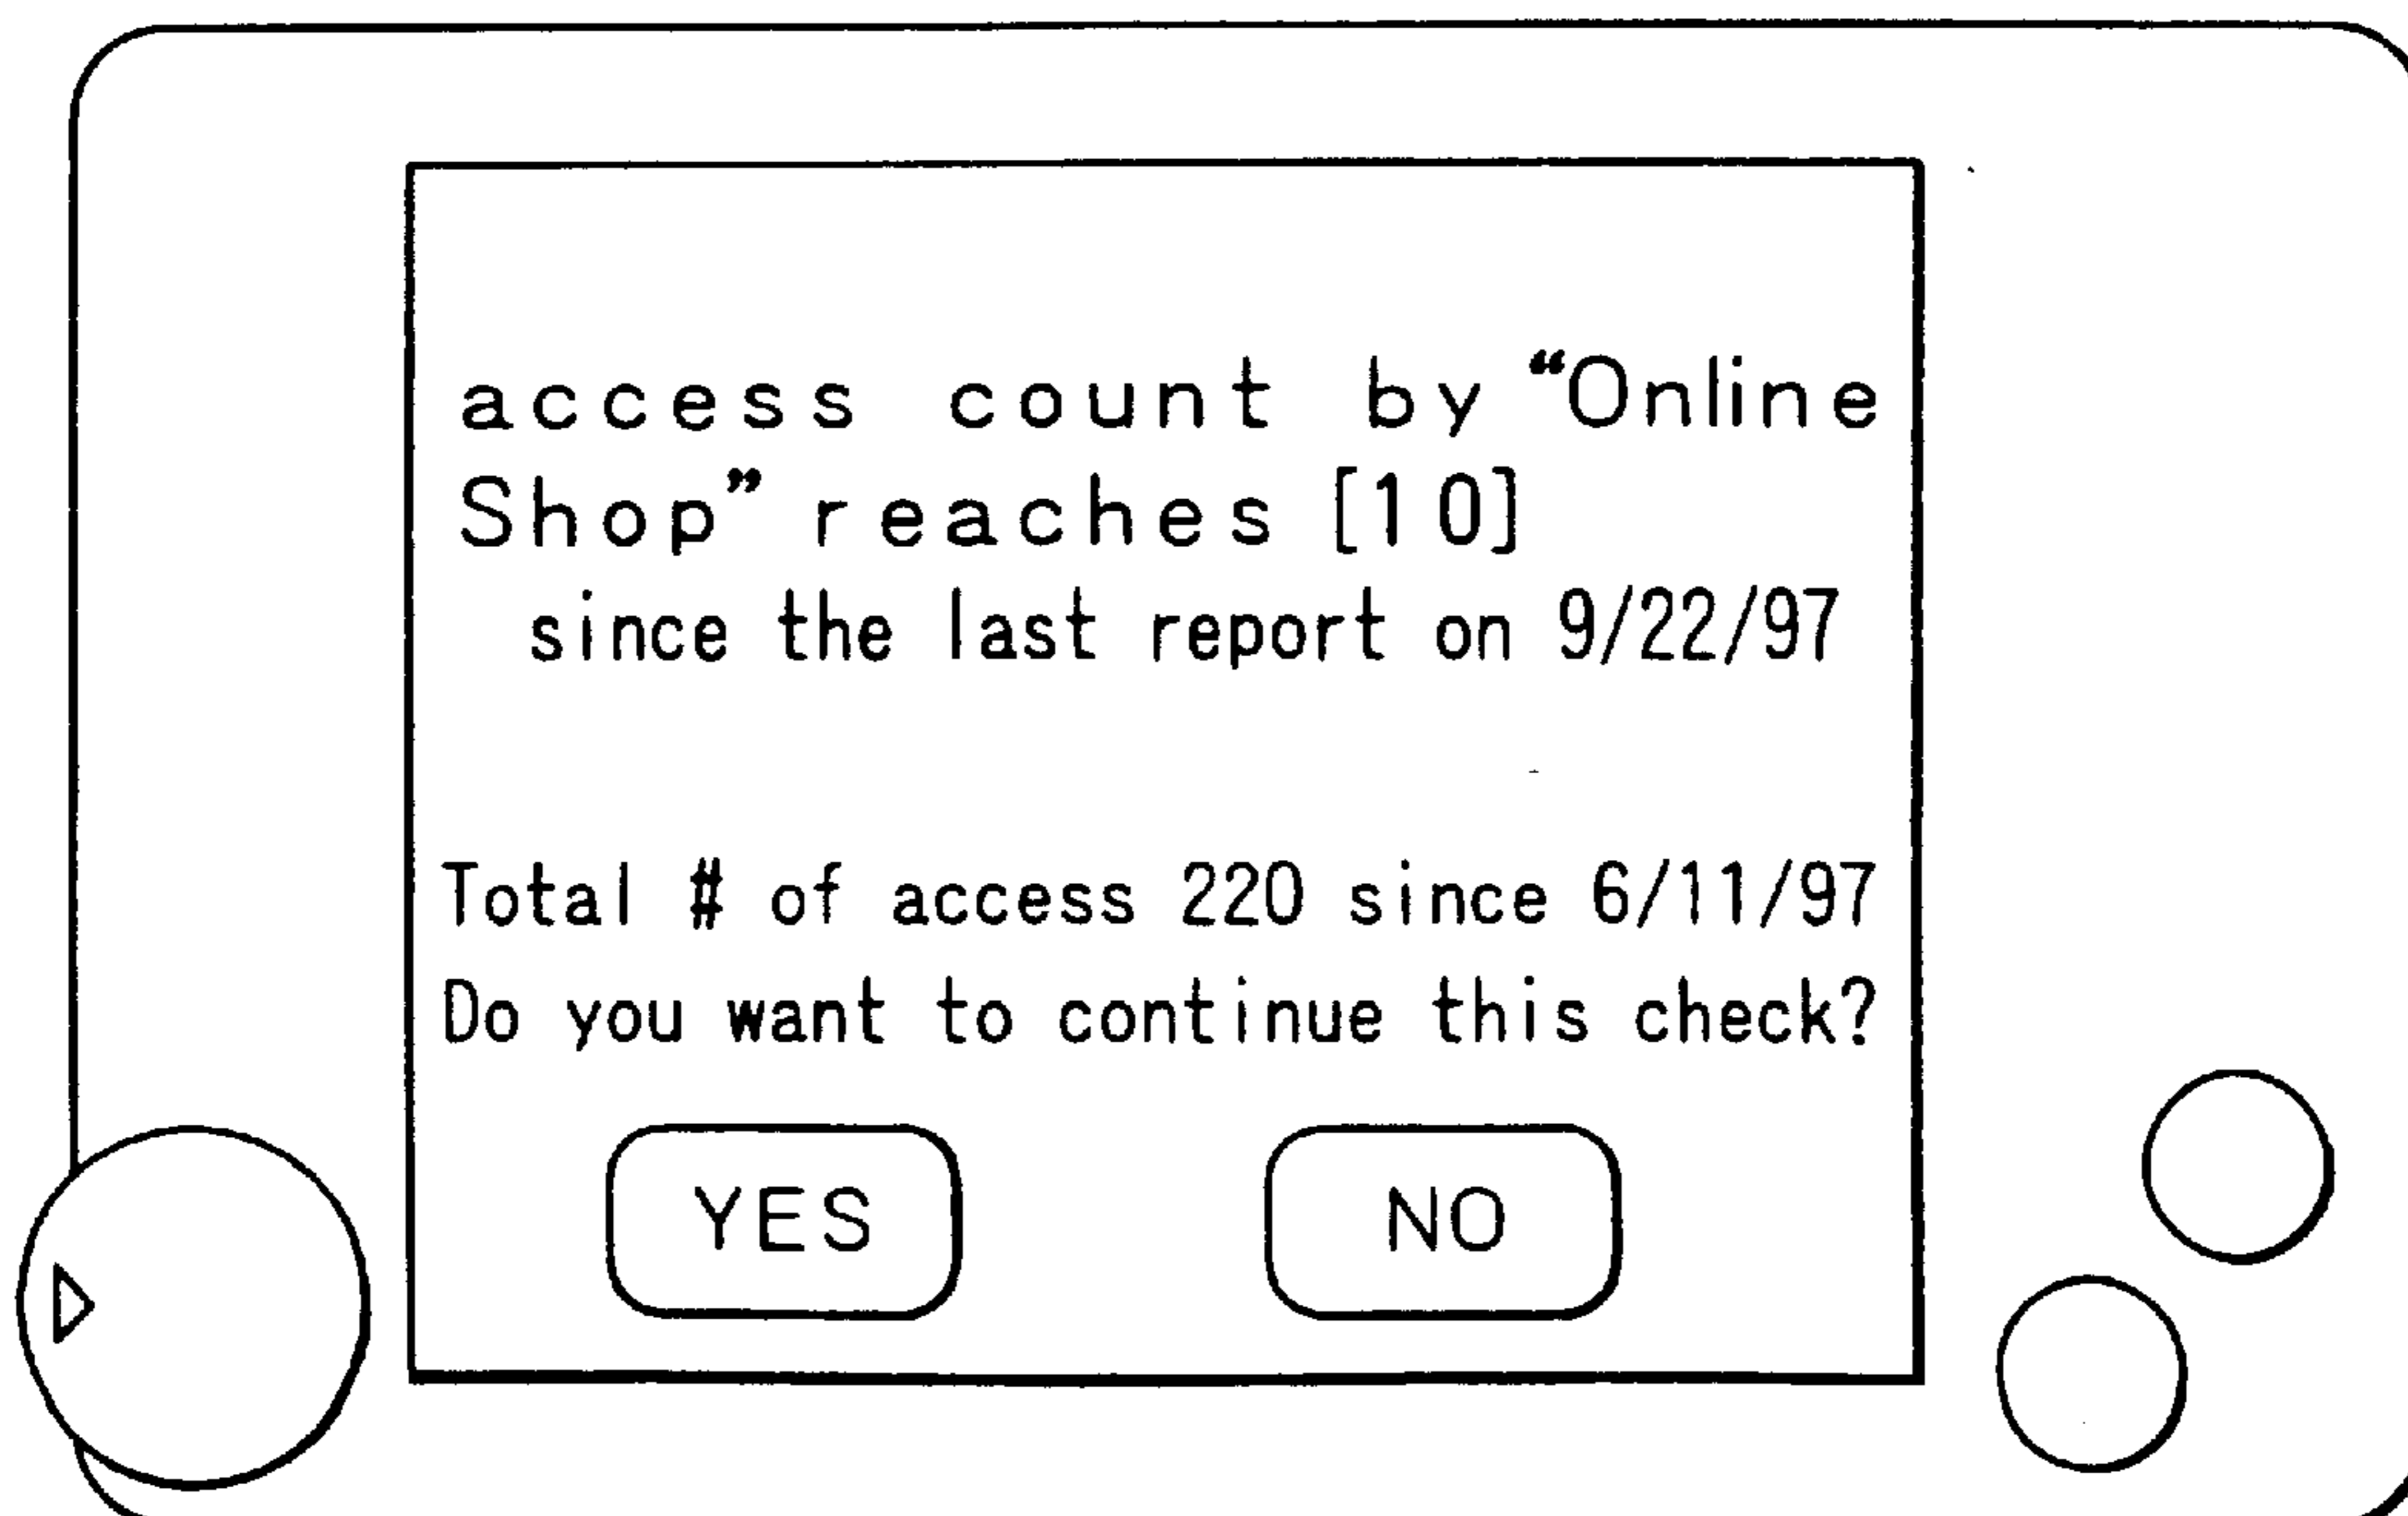 access count by “Online
Shop” reaches [10]
since the last report on 9/22/97
Total # of access 220 since 6/11/97
Do you want to continue this check?
YES NO